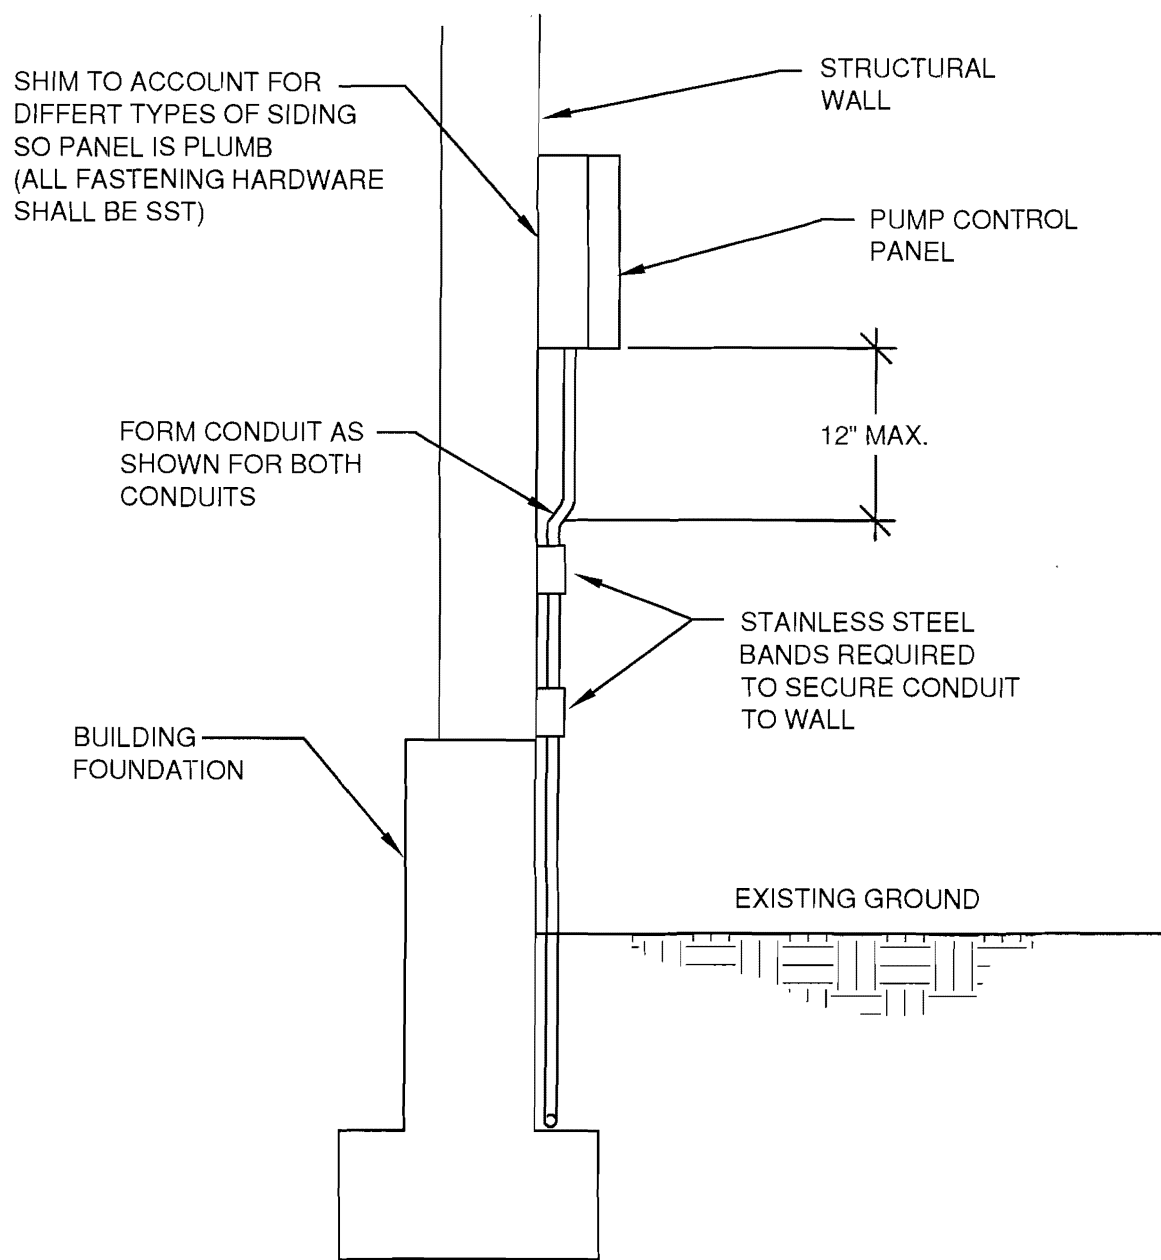 SHIM TO ACCOUNT FOR
DIFFERT TYPES OF SIDING
SO PANEL IS PLUMB
(ALL FASTENING HARDWARE
SHALL BE SST)
STRUCTURAL
WALL
PUMP CONTROL
PANEL
FORM CONDUIT AS
SHOWN FOR BOTH
CONDUITS
12" MAX.
STAINLESS STEEL
BANDS REQUIRED
TO SECURE CONDUIT
TO WALL
BUILDING
FOUNDATION
EXISTING GROUND